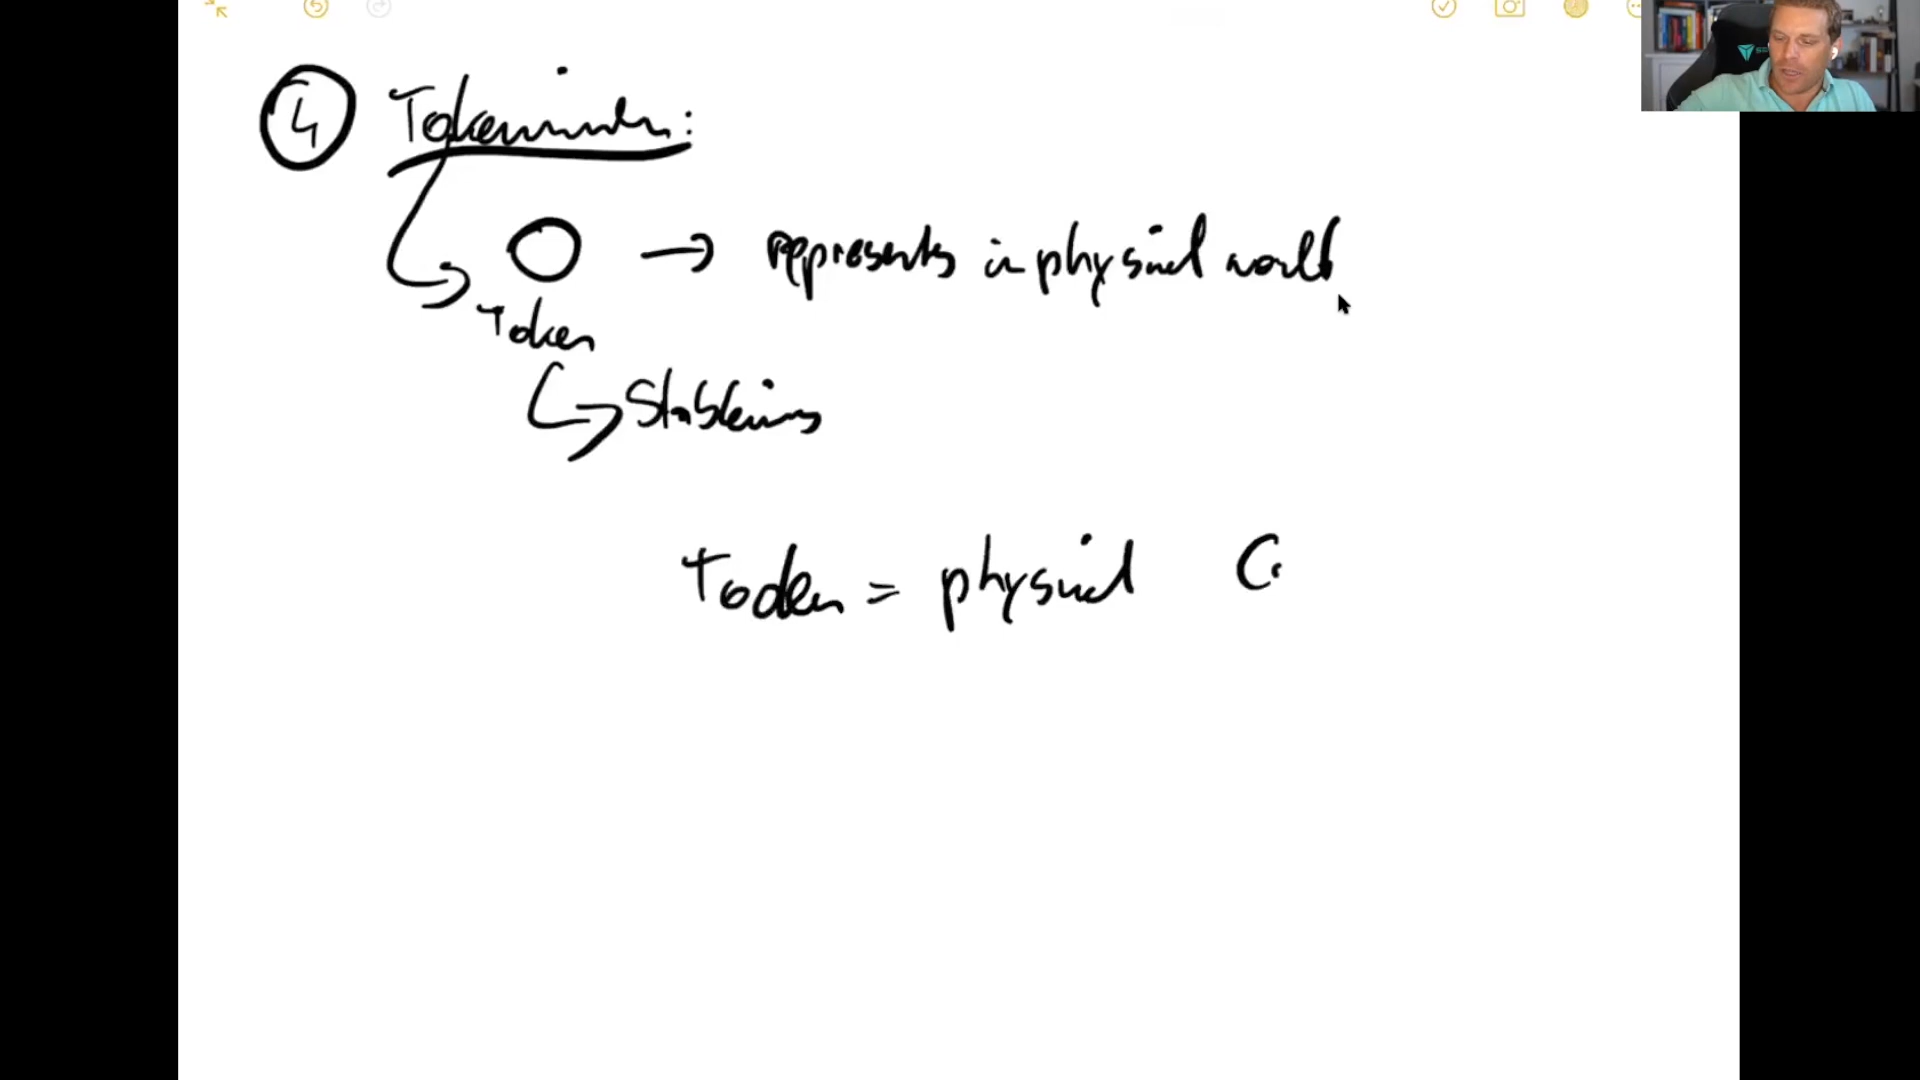 4 Tokenization:
O → represents in physical world
Token
Stablecoins
Token = physical C